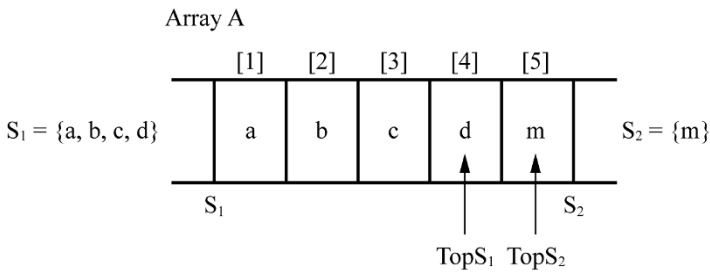 Array A
[1] [2] [3] [4] [5]
S₁ = {a, b, c, d} a b c d m S₂ = {m}
S₁ S₂
TopS₁ TopS₂